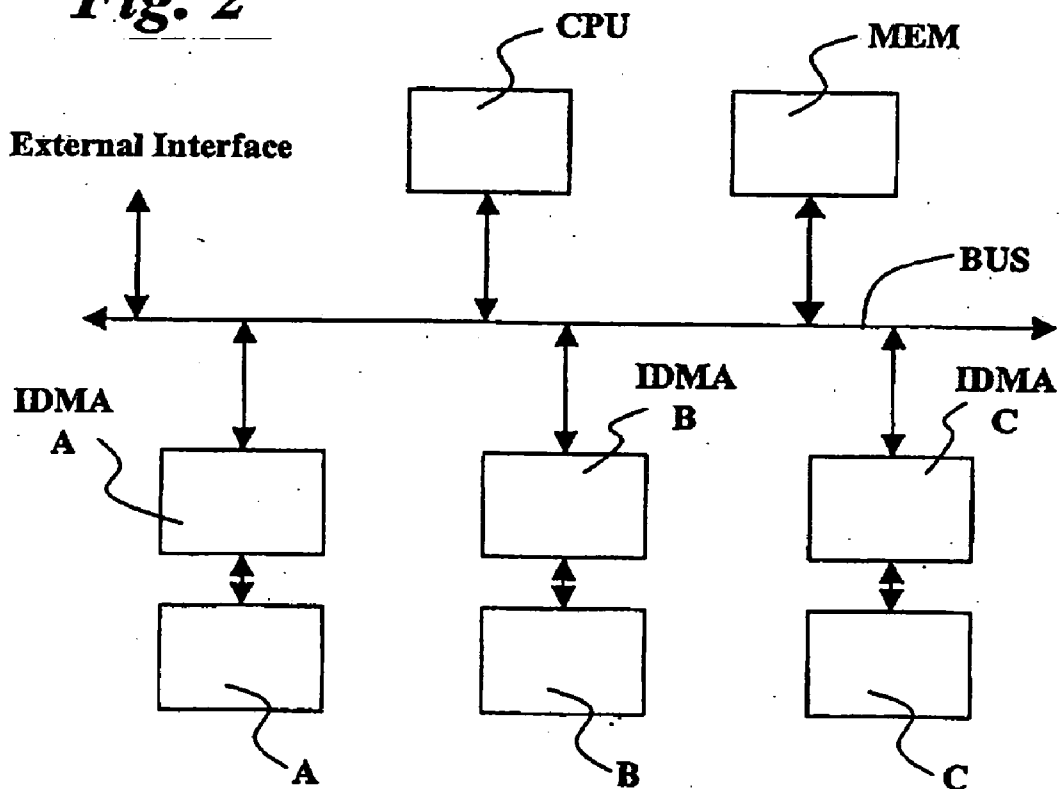 Fig. 2
CPU
MEM
External Interface
BUS
IDMA
A
IDMA
B
IDMA
C
A
B
C